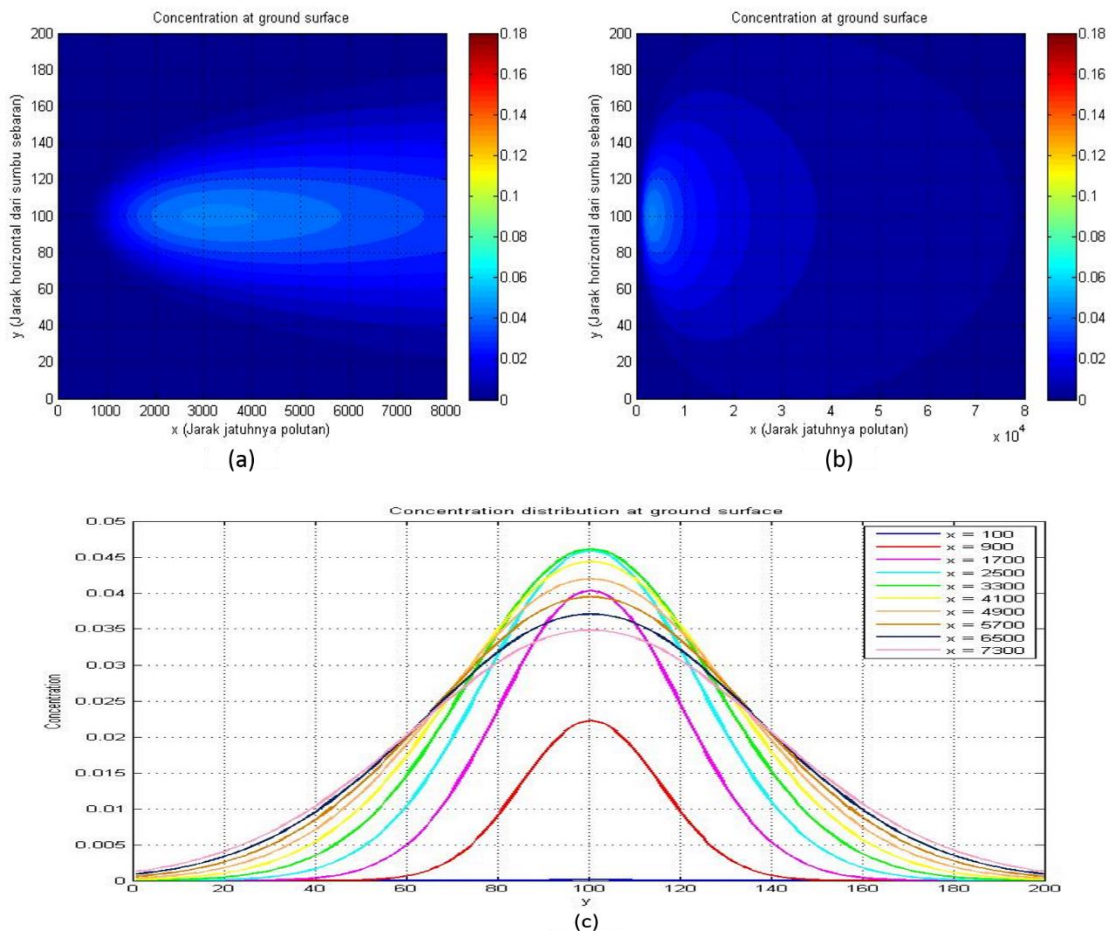 Concentration at ground surface
200
180
160
140
120
100
80
60
40
20
0
y (Jarak horizontal dari sumbu sebaran)
0 1000 2000 3000 4000 5000 6000 7000 8000
x (Jarak jatuhnya polutan)
0.18
0.16
0.14
0.12
0.1
0.08
0.06
0.04
0.02
0
(a)
Concentration at ground surface
200
180
160
140
120
100
80
60
40
20
0
y (Jarak horizontal dari sumbu sebaran)
0 1 2 3 4 5 6 7 8
x (Jarak jatuhnya polutan)
x 10^4
0.18
0.16
0.14
0.12
0.1
0.08
0.06
0.04
0.02
0
(b)
Concentration distribution at ground surface
0.05
0.045
0.04
0.035
0.03
0.025
0.02
0.015
0.01
0.005
0
Concentration
0 20 40 60 80 100 120 140 160 180 200
y
x = 100
x = 900
x = 1700
x = 2500
x = 3300
x = 4100
x = 4900
x = 5700
x = 6500
x = 7300
(c)